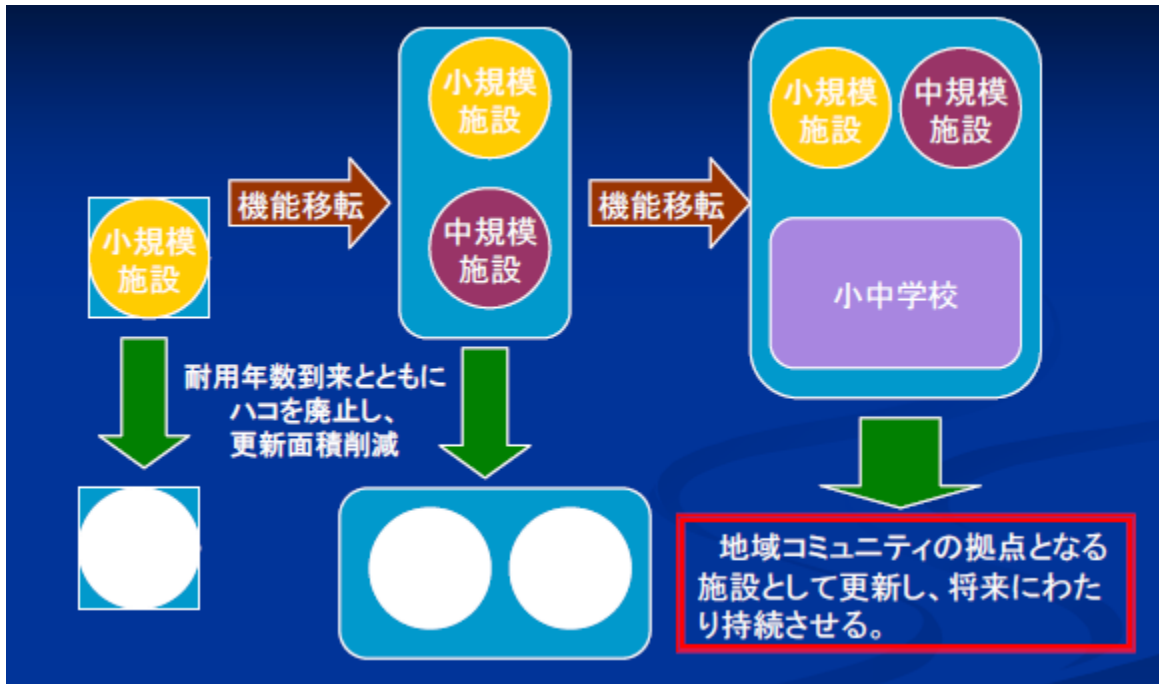 小規模
施設
機能移転
小規模
施設
中規模
施設
機能移転
小規模
施設
中規模
施設
小中学校
耐用年数到来とともに
ハコを廃止し、
更新面積削減
地域コミュニティの拠点となる
施設として更新し、将来にわた
り持続させる。